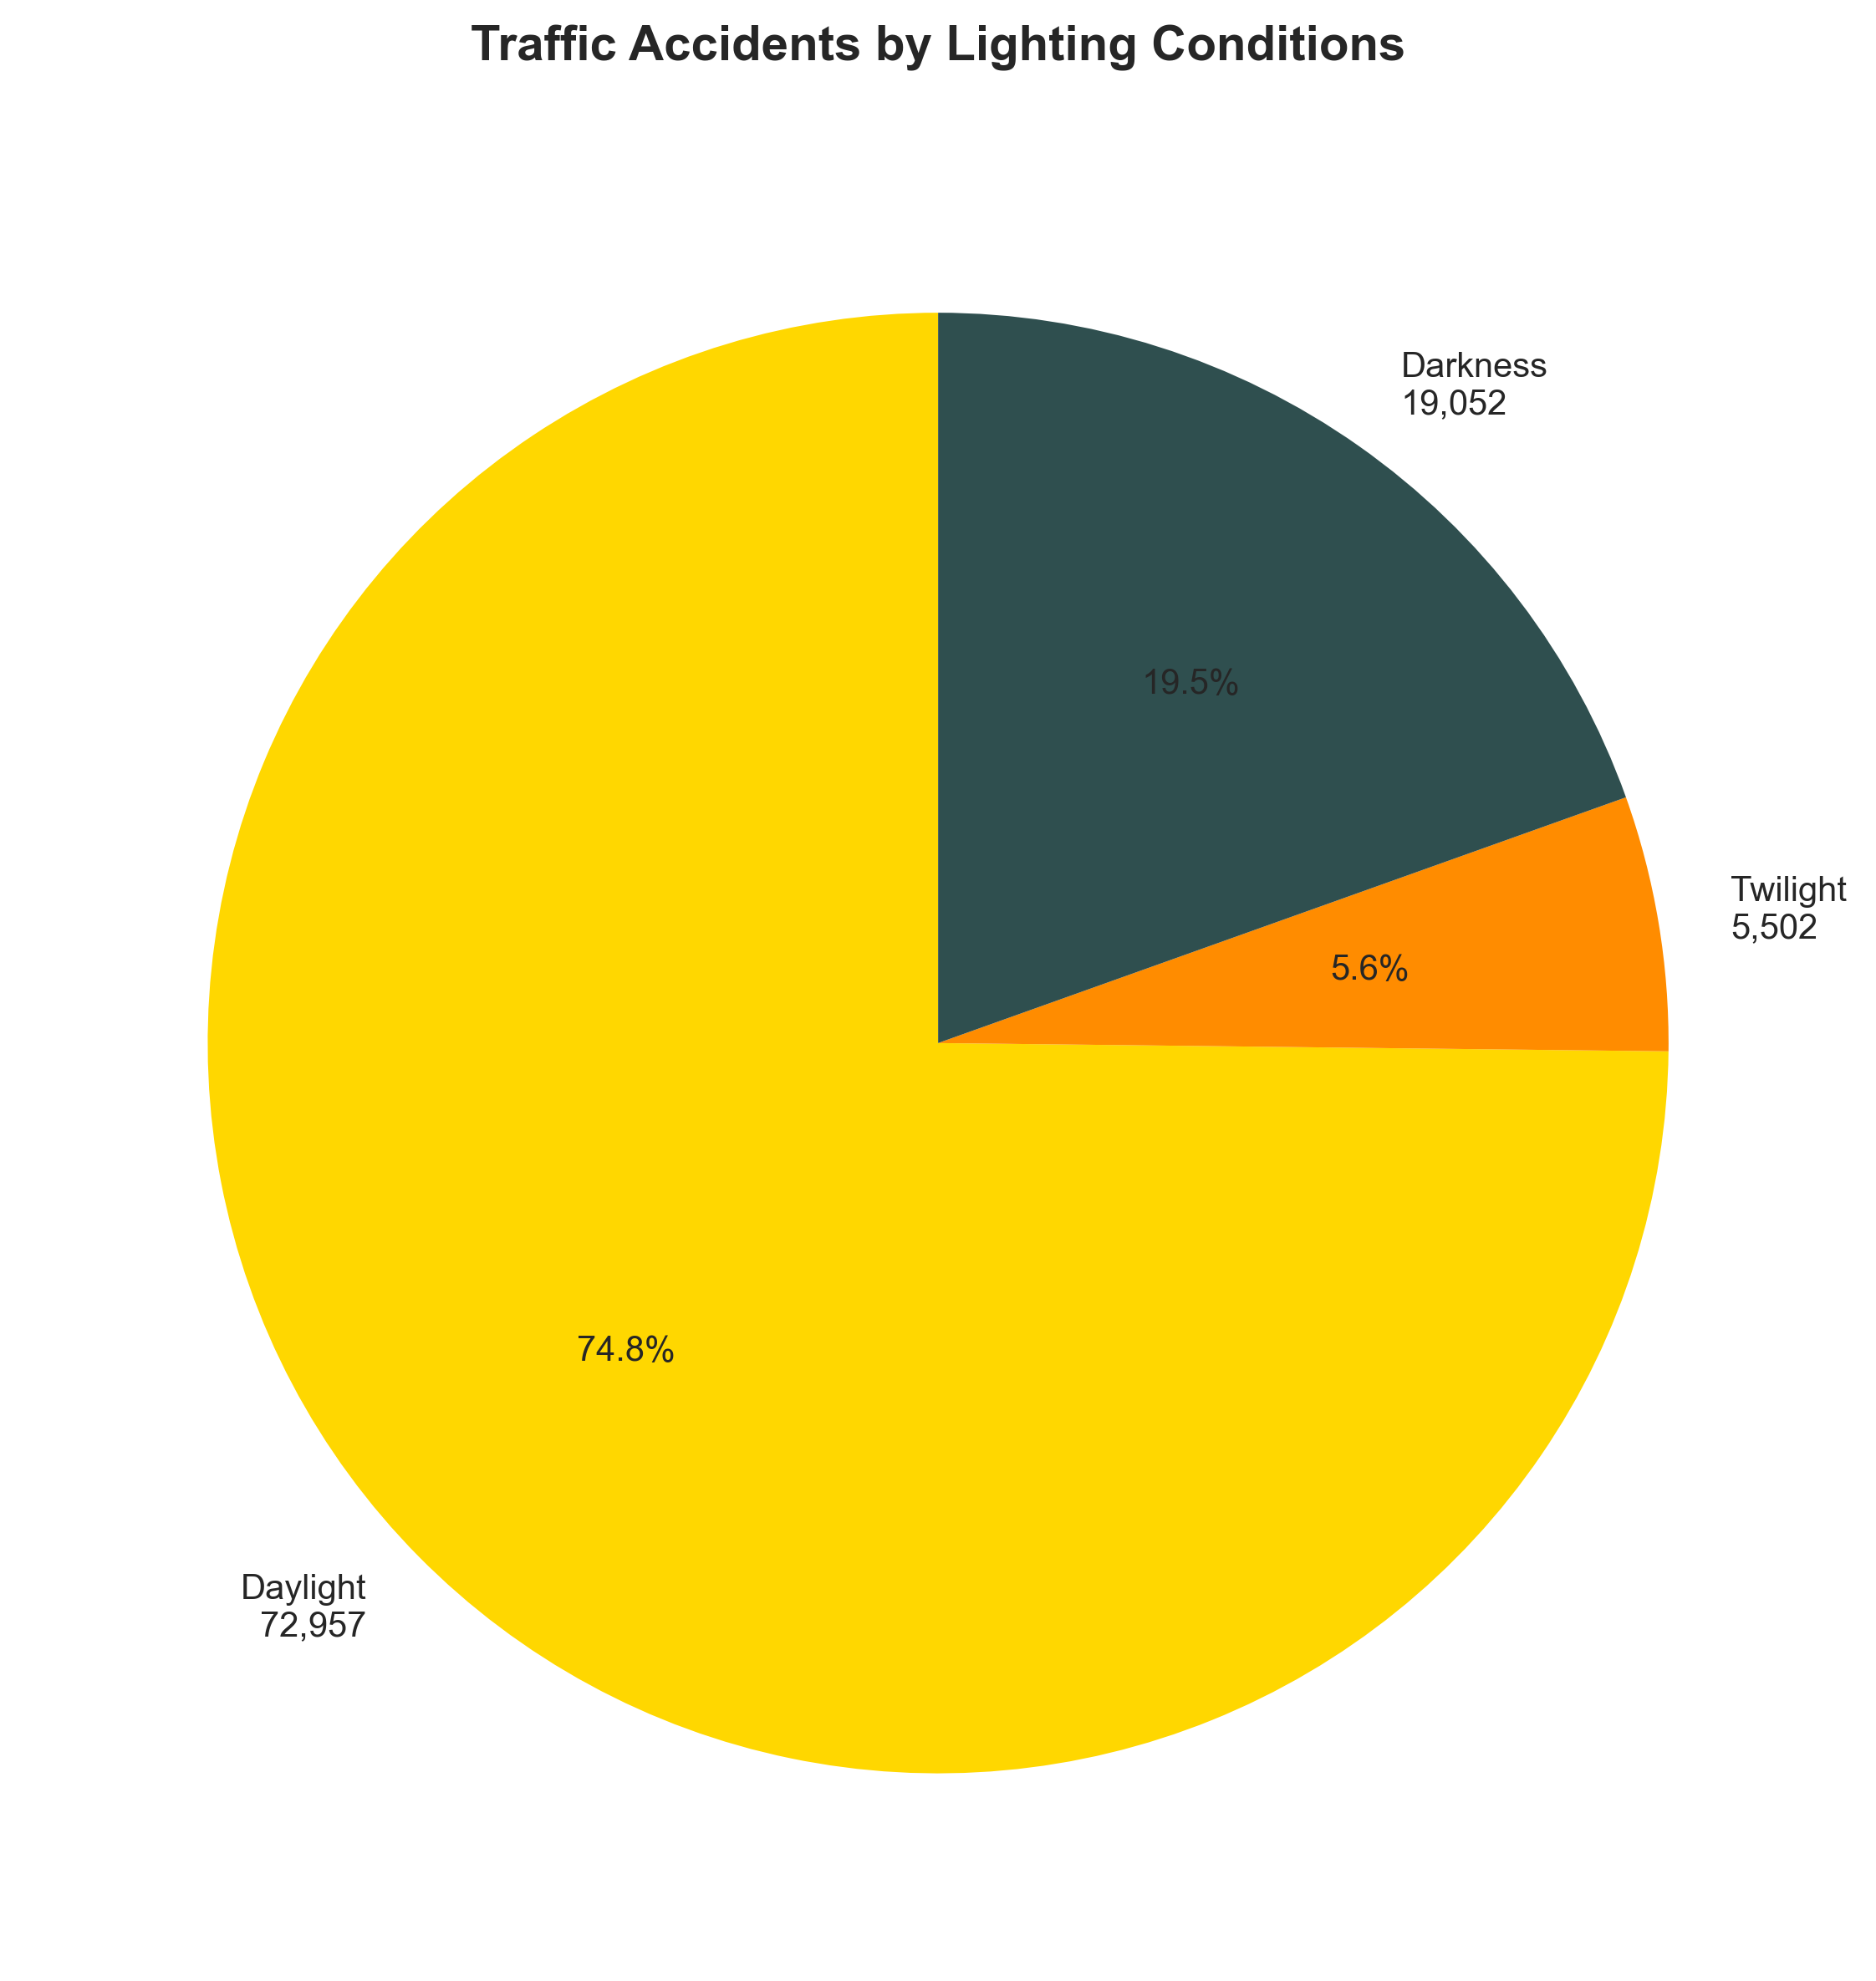 Traffic Accidents by Lighting Conditions
Darkness
19,052
19.5%
Twilight
5,502
5.6%
74.8%
Daylight
72,957